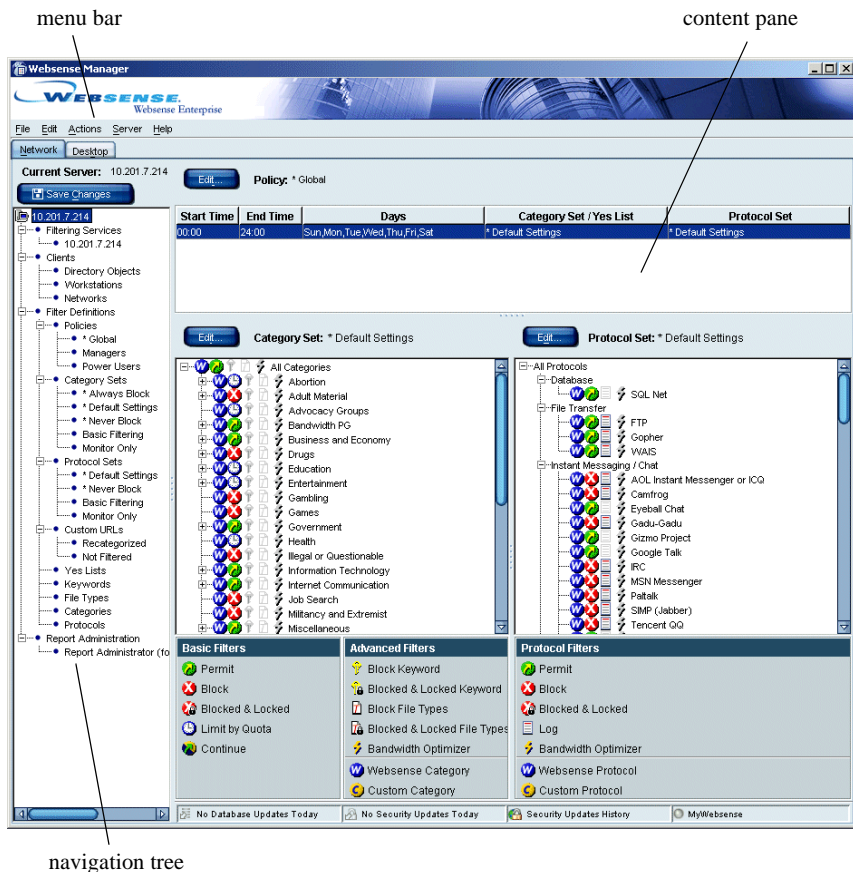 menu bar
content pane
Websense Manager
WEBSENSE.
Websense Enterprise
File Edit Actions Server Help
Network Desktop
Current Server: 10.201.7.214
Edit... Policy: * Global
Save Changes
10.201.7.214
Filtering Services
10.201.7.214
Clients
Directory Objects
Workstations
Networks
Filter Definitions
Policies
* Global
Managers
Power Users
Category Sets
* Always Block
* Default Settings
* Never Block
Basic Filtering
Monitor Only
Protocol Sets
* Default Settings
* Never Block
Basic Filtering
Monitor Only
Custom URLs
Recategorized
Not Filtered
Yes Lists
Keywords
File Types
Categories
Protocols
Report Administration
Report Administrator (fo
Start Time End Time Days Category Set / Yes List Protocol Set
00:00 24:00 Sun,Mon,Tue,Wed,Thu,Fri,Sat * Default Settings * Default Settings
Edit... Category Set: * Default Settings
All Categories
Abortion
Adult Material
Advocacy Groups
Bandwidth PG
Business and Economy
Drugs
Education
Entertainment
Gambling
Games
Government
Health
Illegal or Questionable
Information Technology
Internet Communication
Job Search
Militancy and Extremist
Miscellaneous
Edit... Protocol Set: * Default Settings
All Protocols
Database
SQL Net
File Transfer
FTP
Gopher
WAIS
Instant Messaging / Chat
AOL Instant Messenger or ICQ
Camfrog
Eyeball Chat
Gadu-Gadu
Gizmo Project
Google Talk
IRC
MSN Messenger
Paltalk
SIMP (Jabber)
Tencent QQ
Basic Filters
Permit
Block
Blocked & Locked
Limit by Quota
Continue
Advanced Filters
Block Keyword
Blocked & Locked Keyword
Block File Types
Blocked & Locked File Types
Bandwidth Optimizer
Websense Category
Custom Category
Protocol Filters
Permit
Block
Blocked & Locked
Log
Bandwidth Optimizer
Websense Protocol
Custom Protocol
No Database Updates Today No Security Updates Today Security Updates History MyWebsense
navigation tree